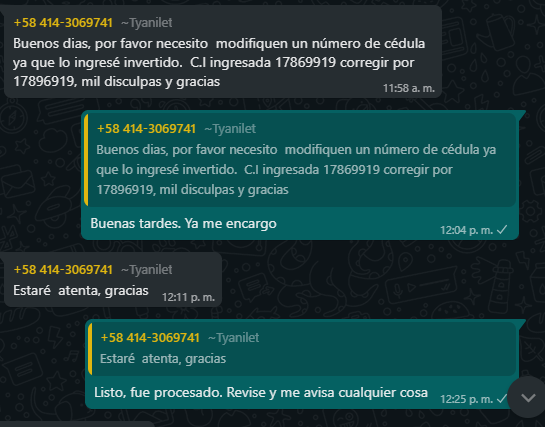 +58 414-3069741 ~Tyanilet
Buenos dias, por favor necesito modifiquen un número de cédula
ya que lo ingresé invertido. C.I ingresada 17869919 corregir por
17896919, mil disculpas y gracias
11:58 a. m.
+58 414-3069741 ~Tyanilet
Buenos dias, por favor necesito modifiquen un número de cédula ya
que lo ingresé invertido. C.I ingresada 17869919 corregir por
17896919, mil disculpas y gracias
Buenas tardes. Ya me encargo
12:04 p. m.
+58 414-3069741 ~Tyanilet
Estaré atenta, gracias
12:11 p. m.
+58 414-3069741 ~Tyanilet
Estaré atenta, gracias
Listo, fue procesado. Revise y me avisa cualquier cosa
12:25 p. m.